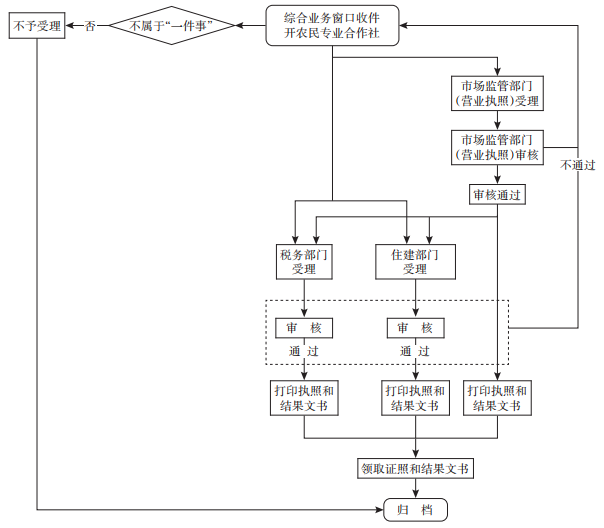 综合业务窗口收件
开农民专业合作社
不属于“一件事”
否
不予受理
市场监管部门
(营业执照)受理
市场监管部门
(营业执照)审核
不通过
审核通过
税务部门
受理
住建部门
受理
审 核
审 核
通 过
通 过
打印执照和
结果文书
打印执照和
结果文书
打印执照和
结果文书
领取证照和结果文书
归 档